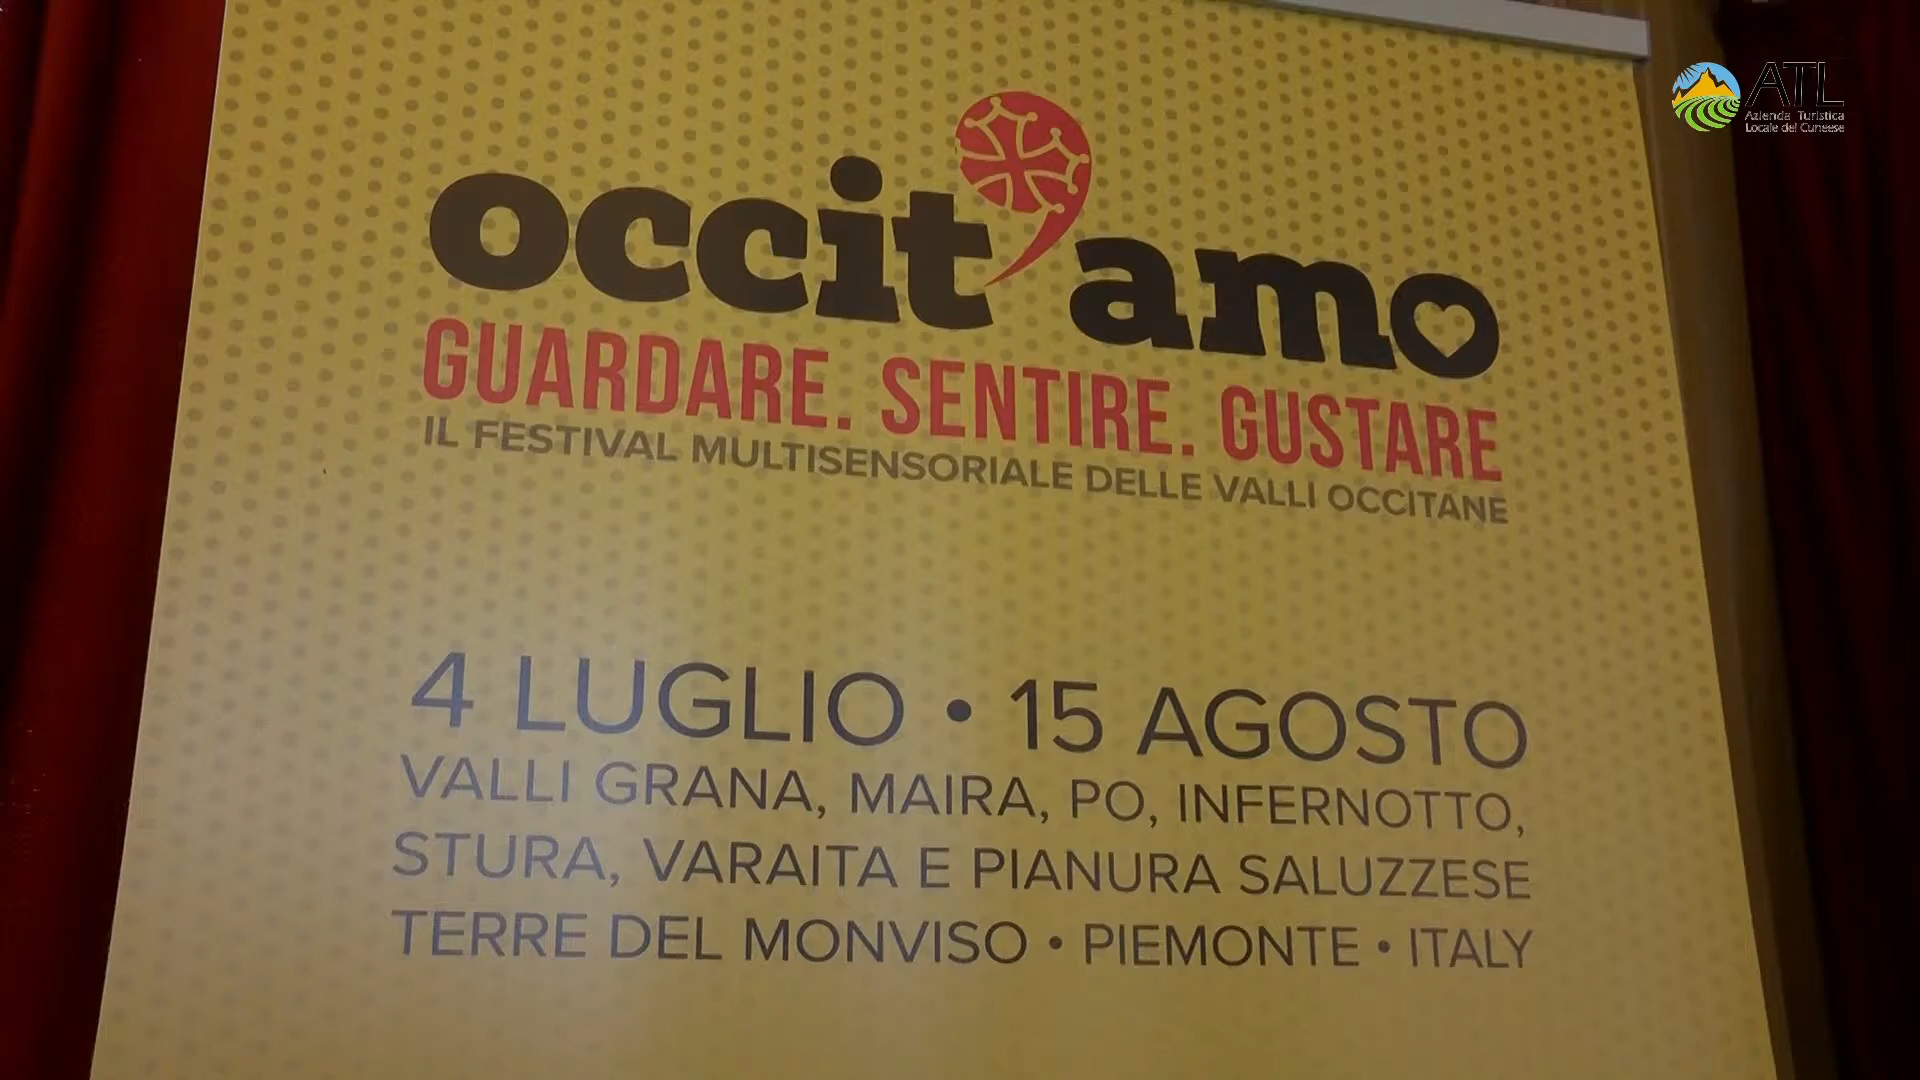 ATL
Azienda Turistica
Locale del Cuneese
occit'amo
GUARDARE. SENTIRE. GUSTARE
IL FESTIVAL MULTISENSORIALE DELLE VALLI OCCITANE
4 LUGLIO • 15 AGOSTO
VALLI GRANA, MAIRA, PO, INFERNOTTO,
STURA, VARAITA E PIANURA SALUZZESE
TERRE DEL MONVISO • PIEMONTE • ITALY